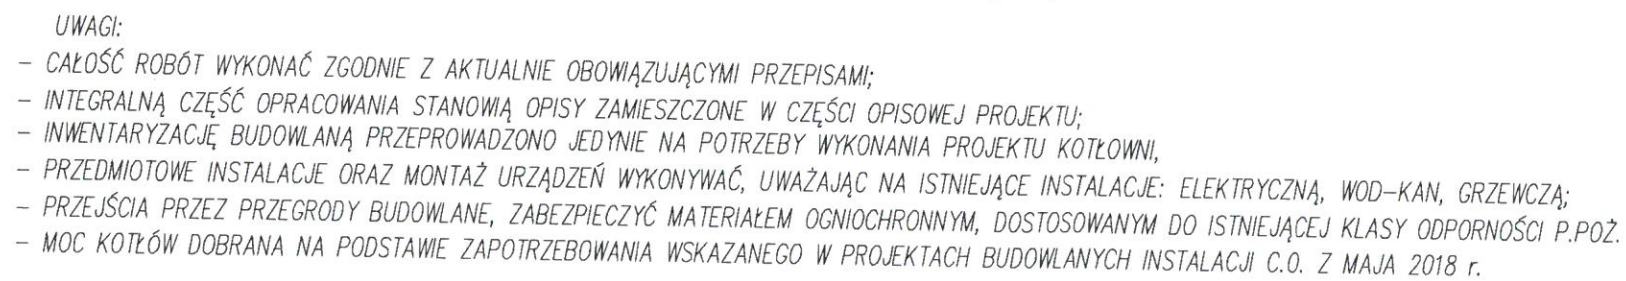 UWAGI:
– CAŁOŚĆ ROBÓT WYKONAĆ ZGODNIE Z AKTUALNIE OBOWIĄZUJĄCYMI PRZEPISAMI;
– INTEGRALNĄ CZĘŚĆ OPRACOWANIA STANOWIĄ OPISY ZAMIESZCZONE W CZĘŚCI OPISOWEJ PROJEKTU;
– INWENTARYZACJĘ BUDOWLANĄ PRZEPROWADZONO JEDYNIE NA POTRZEBY WYKONANIA PROJEKTU KOTŁOWNI,
– PRZEDMIOTOWE INSTALACJE ORAZ MONTAŻ URZĄDZEŃ WYKONYWAĆ, UWAŻAJĄC NA ISTNIEJĄCE INSTALACJE: ELEKTRYCZNĄ, WOD–KAN, GRZEWCZĄ;
– PRZEJŚCIA PRZEZ PRZEGRODY BUDOWLANE, ZABEZPIECZYĆ MATERIAŁEM OGNIOCHRONNYM, DOSTOSOWANYM DO ISTNIEJĄCEJ KLASY ODPORNOŚCI P.POŻ.
– MOC KOTŁÓW DOBRANA NA PODSTAWIE ZAPOTRZEBOWANIA WSKAZANEGO W PROJEKTACH BUDOWLANYCH INSTALACJI C.O. Z MAJA 2018 r.